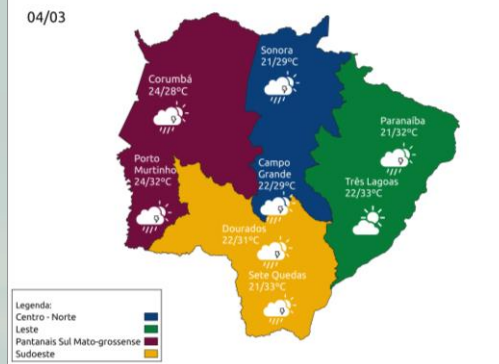 04/03
Sonora
21/29ºC
Corumbá
24/28ºC
Paranaíba
21/32ºC
Porto
Murtinho
24/32ºC
Campo
Grande
22/29ºC
Três Lagoas
22/33ºC
Dourados
22/31ºC
Sete Quedas
21/33ºC
Legenda:
Centro - Norte
Leste
Pantanais Sul Mato-grossense
Sudoeste